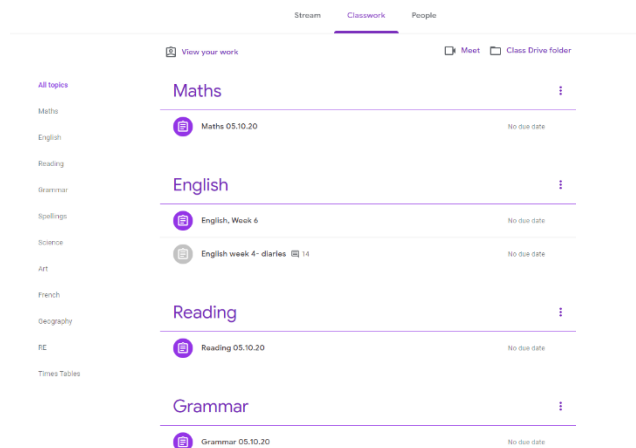 Stream Classwork People
View your work Meet Class Drive folder
All topics
Maths
English
Reading
Grammar
Spellings
Science
Art
French
Geography
RE
Times Tables
Maths
Maths 05.10.20 No due date
English
English, Week 6 No due date
English week 4- diaries 14 No due date
Reading
Reading 05.10.20 No due date
Grammar
Grammar 05.10.20 No due date